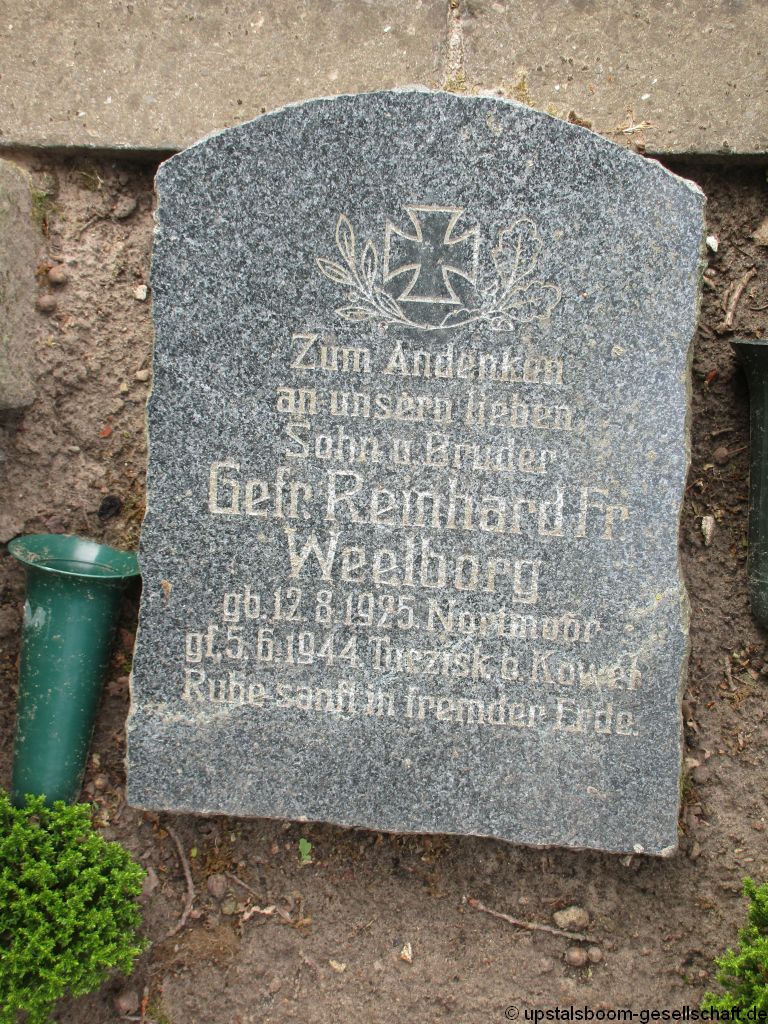 Zum Andenken
an unsern lieben
Sohn u. Bruder
Gefr. Reinhard Fr.
Weelborg
gb. 12.8.1925. Nortmoor
gf. 5.6.1944. b. Kowel
Ruhe sanft in fremder Erde.
© upstalsboom-gesellschaft.de